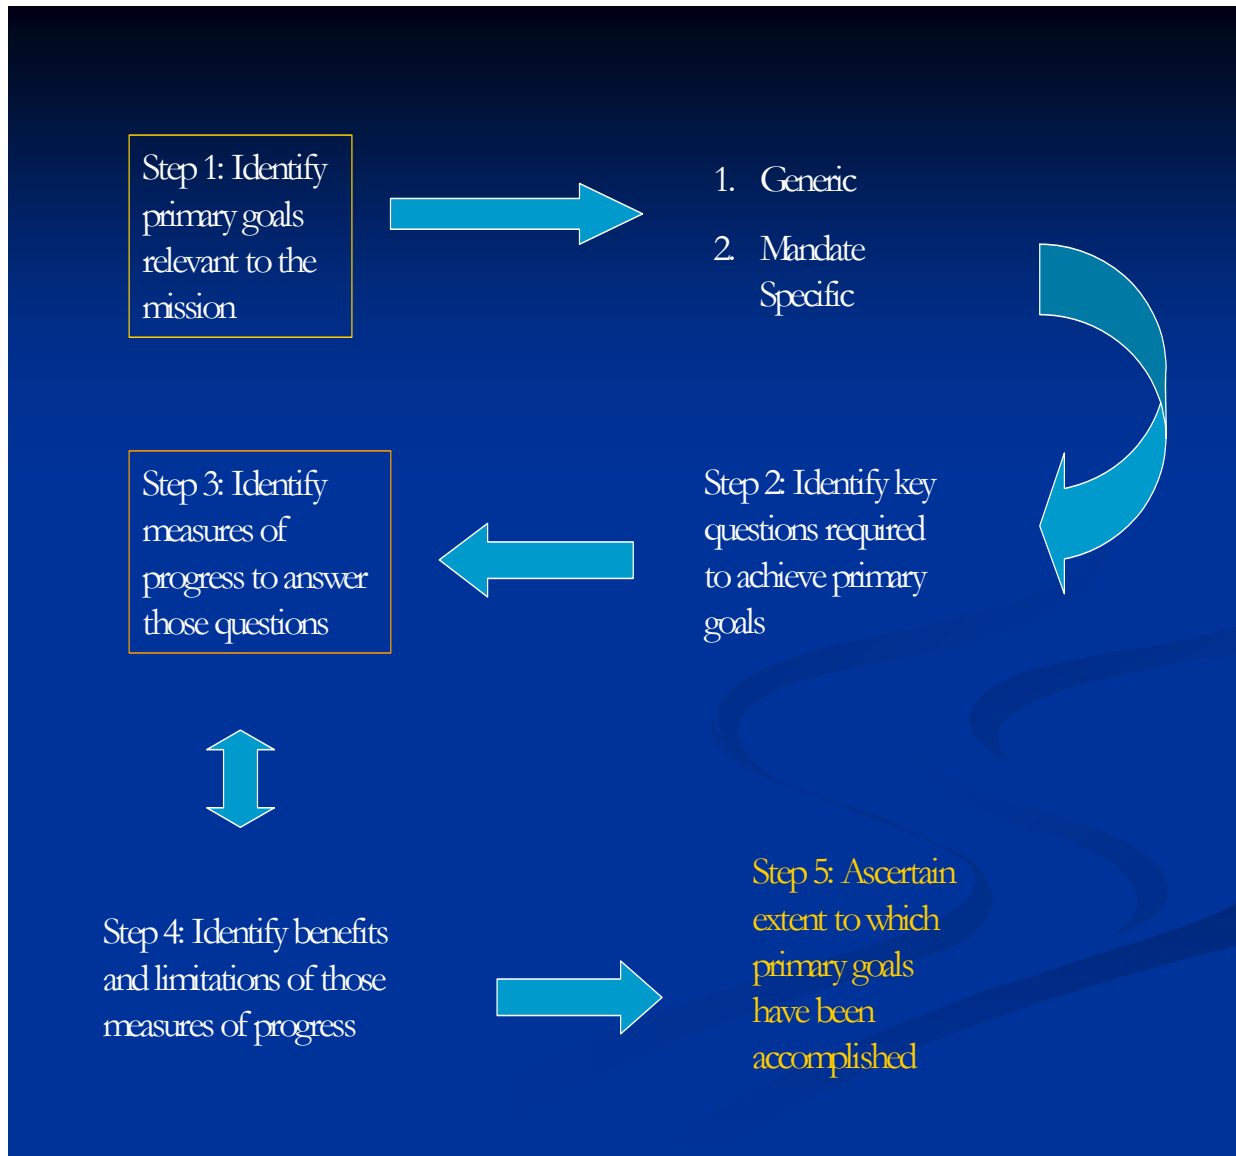 Step 1: Identify
primary goals
relevant to the
mission
1. Generic
2. Mandate
Specific
Step 2: Identify key
questions required
to achieve primary
goals
Step 3: Identify
measures of
progress to answer
those questions
Step 4: Identify benefits
and limitations of those
measures of progress
Step 5: Ascertain
extent to which
primary goals
have been
accomplished